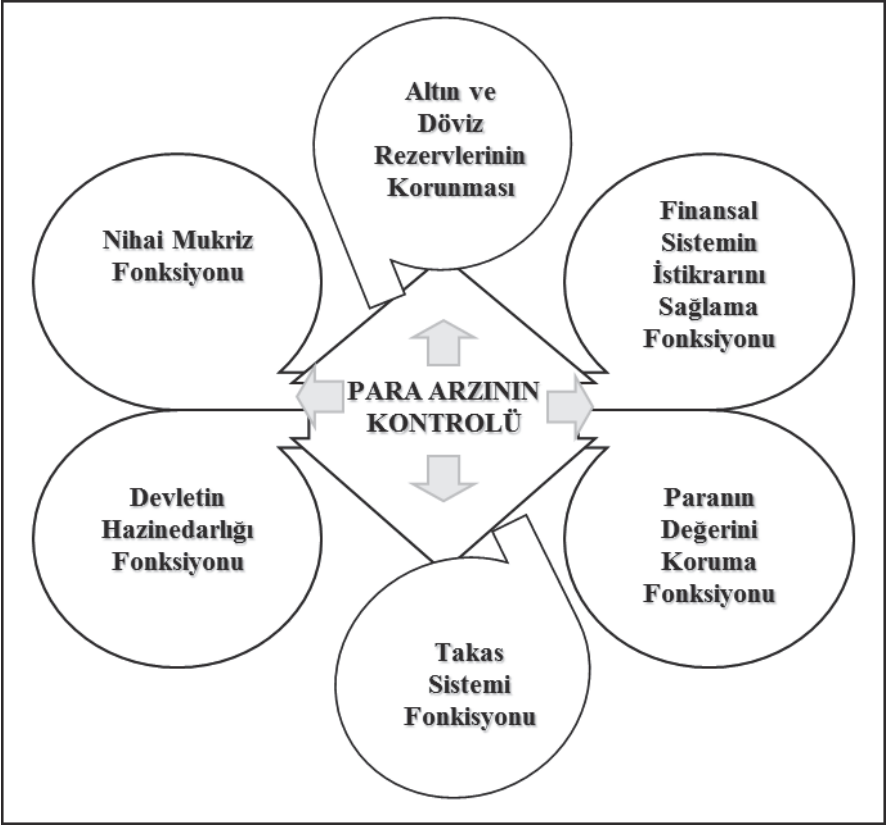 Altın ve
Döviz
Rezervlerinin
Korunması
Nihai Mukriz
Fonksiyonu
Finansal
Sistemin
İstikrarını
Sağlama
Fonksiyonu
PARA ARZININ
KONTROLÜ
Devletin
Hazinedarlığı
Fonksiyonu
Paranın
Değerini
Koruma
Fonksiyonu
Takas
Sistemi
Fonkisyonu